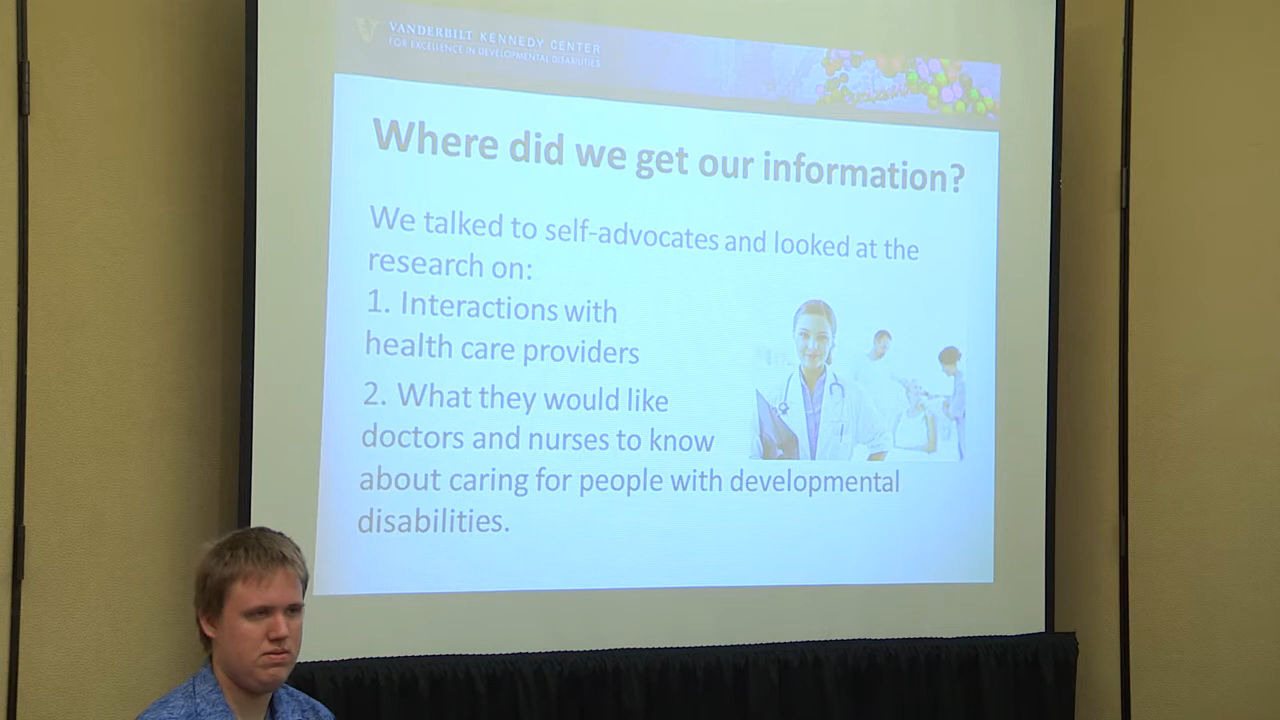 VANDERBILT KENNEDY CENTER
FOR EXCELLENCE IN DEVELOPMENTAL DISABILITIES
Where did we get our information?
We talked to self-advocates and looked at the
research on:
1. Interactions with
health care providers
2. What they would like
doctors and nurses to know
about caring for people with developmental
disabilities.